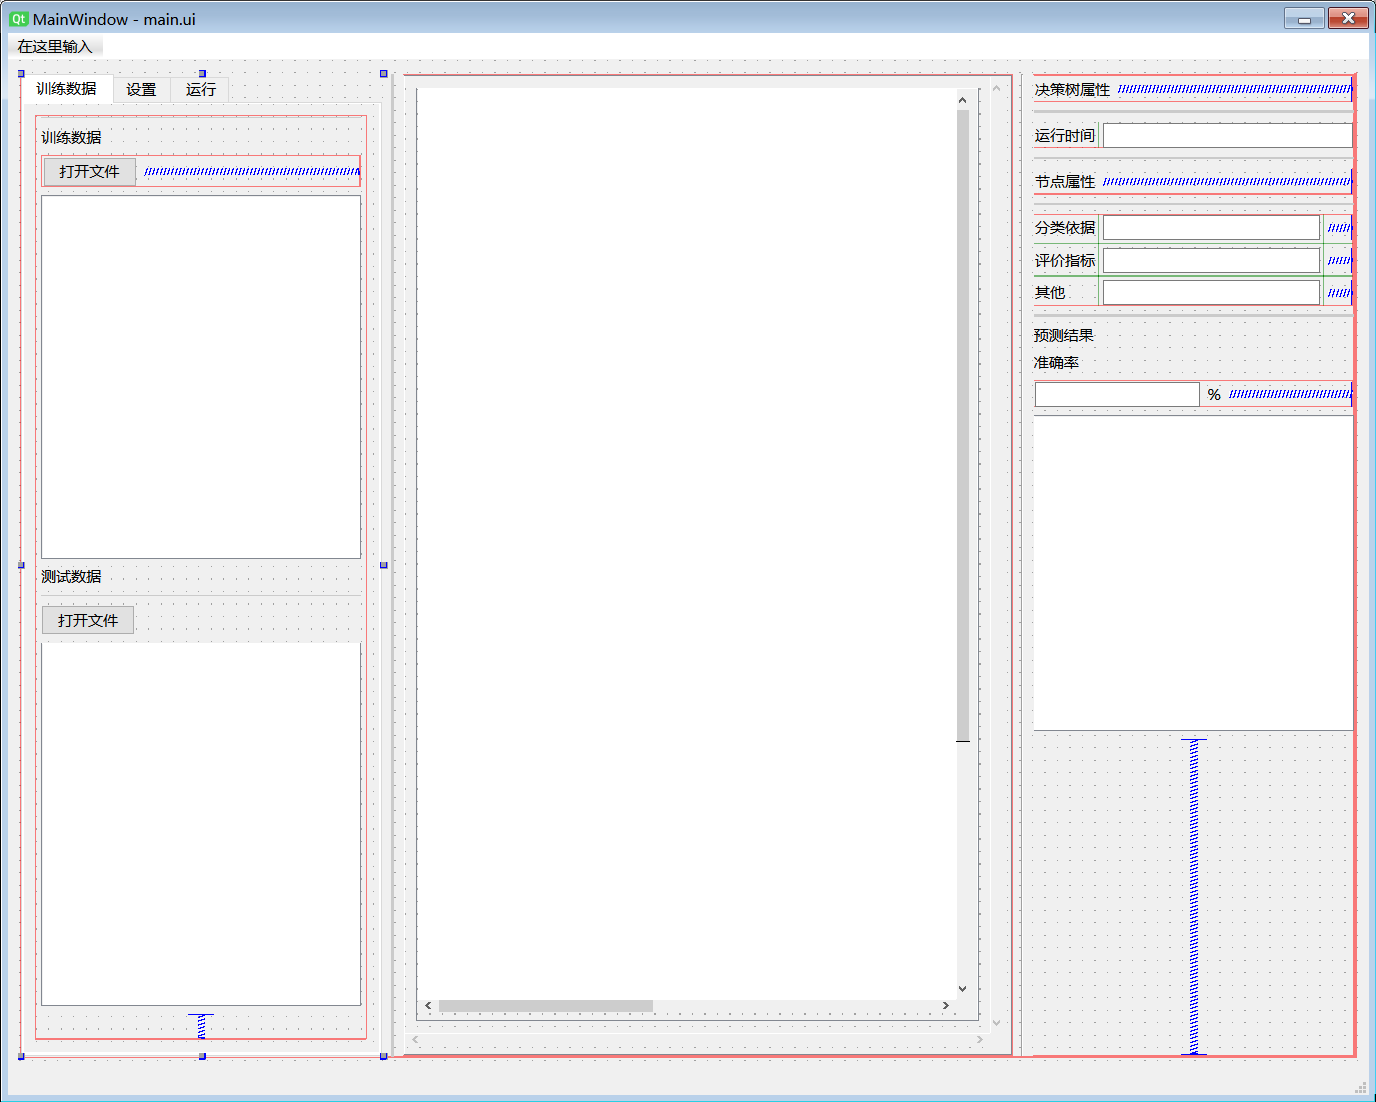 Qt MainWindow - main.ui
在这里输入
训练数据 设置 运行
训练数据
打开文件
测试数据
打开文件
决策树属性
运行时间
节点属性
分类依据
评价指标
其他
预测结果
准确率
%